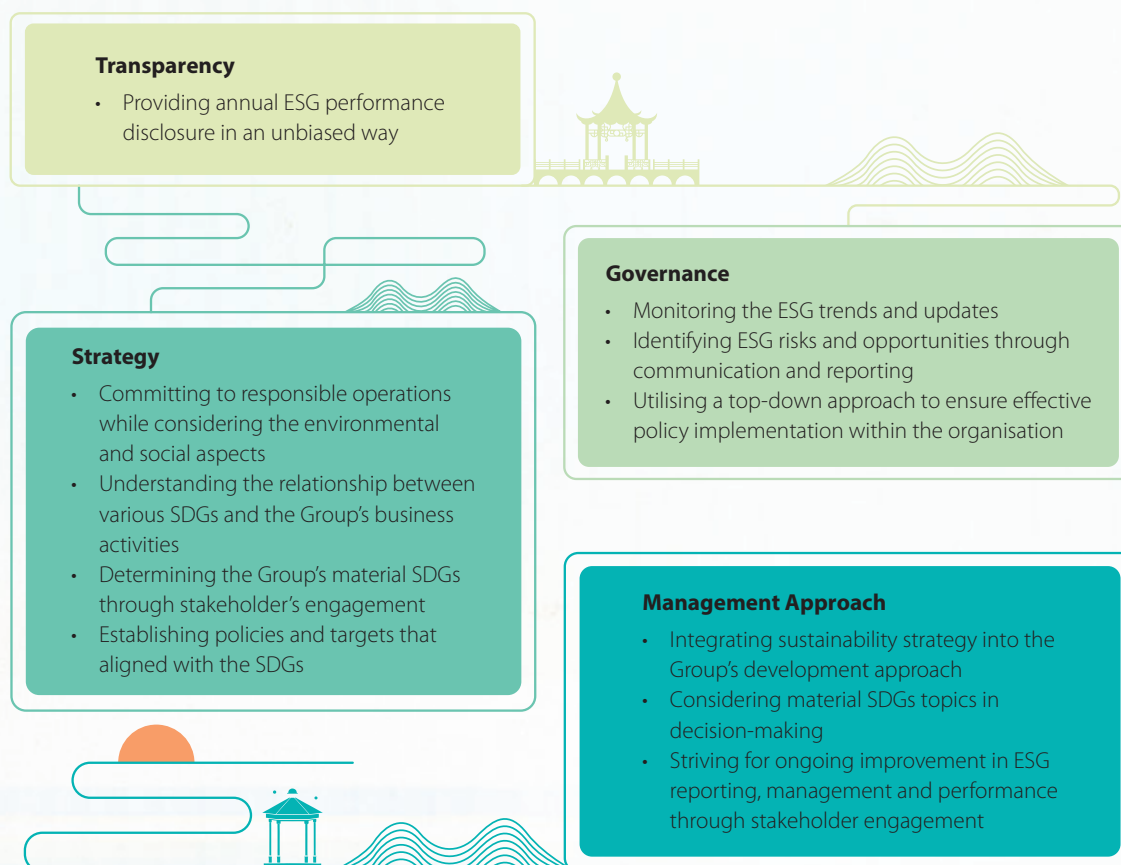 Transparency
• Providing annual ESG performance
disclosure in an unbiased way
Governance
• Monitoring the ESG trends and updates
• Identifying ESG risks and opportunities through
communication and reporting
• Utilising a top-down approach to ensure effective
policy implementation within the organisation
Strategy
• Committing to responsible operations
while considering the environmental
and social aspects
• Understanding the relationship between
various SDGs and the Group’s business
activities
• Determining the Group’s material SDGs
through stakeholder’s engagement
• Establishing policies and targets that
aligned with the SDGs
Management Approach
• Integrating sustainability strategy into the
Group’s development approach
• Considering material SDGs topics in
decision-making
• Striving for ongoing improvement in ESG
reporting, management and performance
through stakeholder engagement